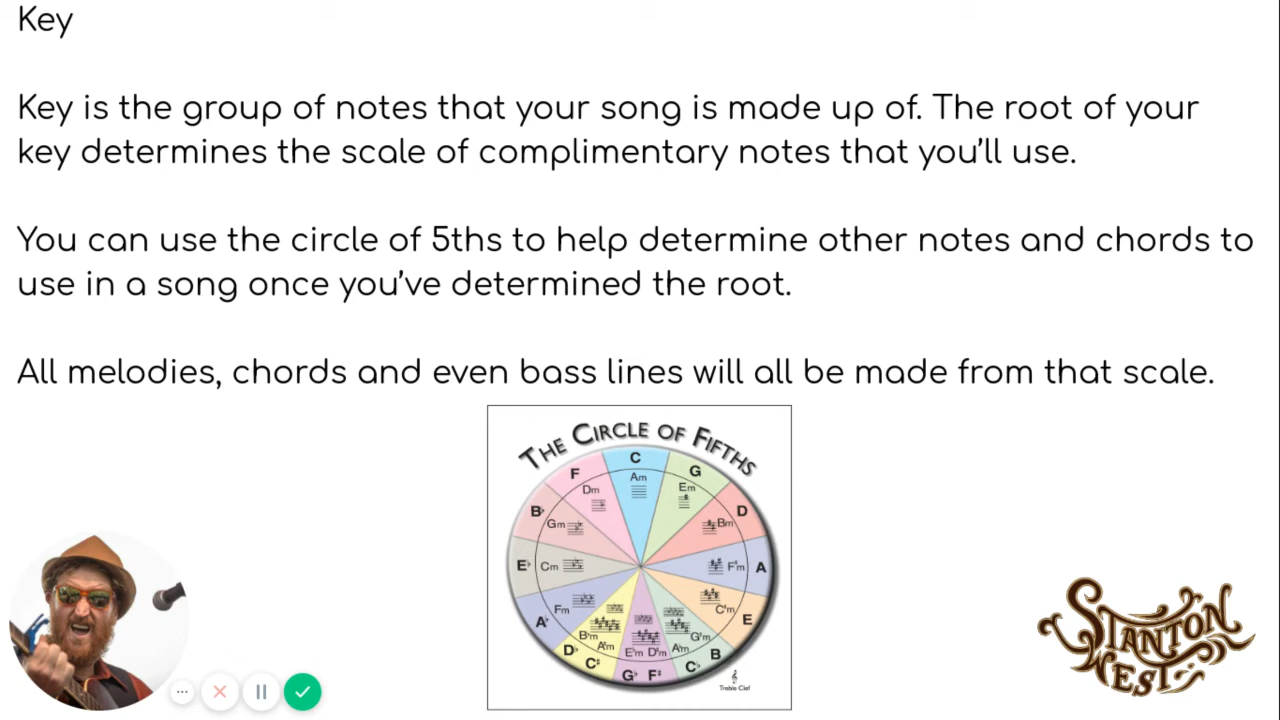 Key
Key is the group of notes that your song is made up of. The root of your
key determines the scale of complimentary notes that you'll use.
You can use the circle of 5ths to help determine other notes and chords to
use in a song once you've determined the root.
All melodies, chords and even bass lines will all be made from that scale.
THE CIRCLE OF FIFTHS
C
F
G
Am
Dm
Em
B♭
D
Gm
Bm
E♭
Cm
F♯m
A
A♭
Fm
C♯m
E
D♭
B♭m
A♯m
E♭m
D♯m
A♭m
G♯m
B
C♯
G♭
F♯
C♭
Treble Clef
STANTON
WEST